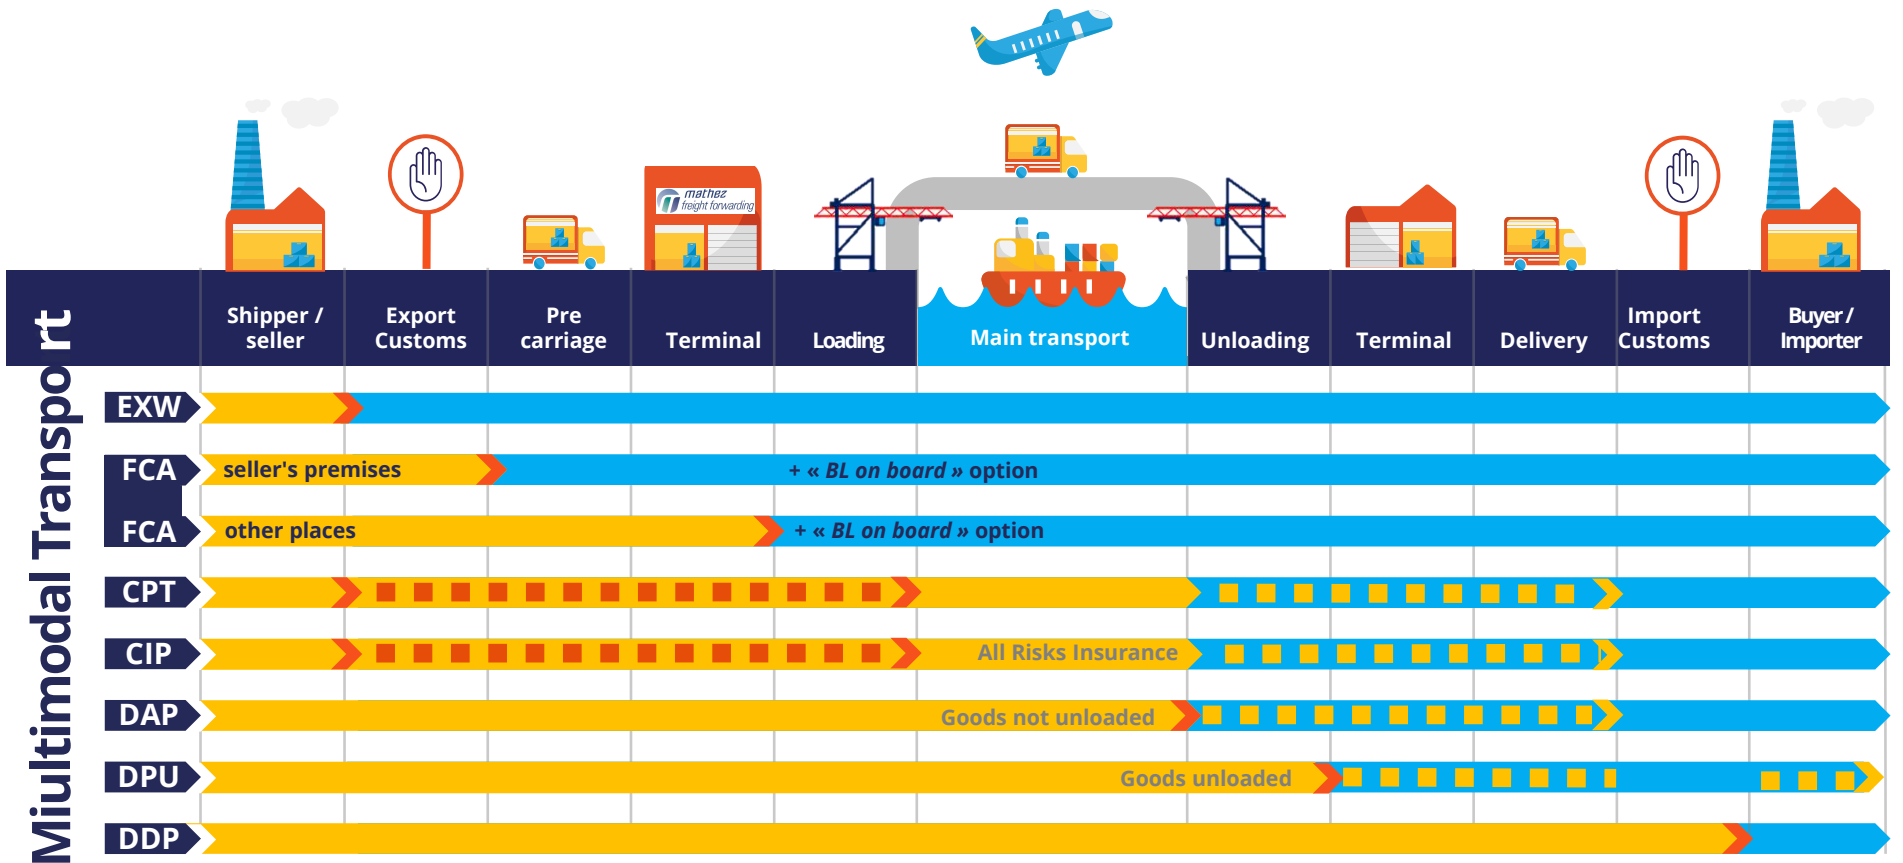 mathez
freight forwarding
Shipper /
seller
Export
Customs
Pre
carriage
Terminal
Loading
Main transport
Unloading
Terminal
Delivery
Import
Customs
Buyer /
Importer
Miultimodal Transport
EXW
FCA
seller's premises
+ « BL on board » option
FCA
other places
+ « BL on board » option
CPT
CIP
All Risks Insurance
DAP
Goods not unloaded
DPU
Goods unloaded
DDP